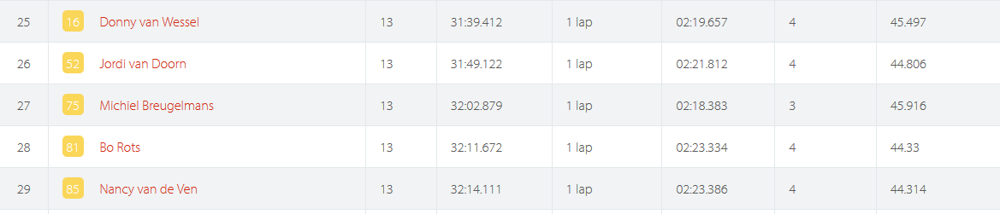 25 16 Donny van Wessel 13 31:39.412 1 lap 02:19.657 4 45.497
26 52 Jordi van Doorn 13 31:49.122 1 lap 02:21.812 4 44.806
27 75 Michiel Breugelmans 13 32:02.879 1 lap 02:18.383 3 45.916
28 81 Bo Rots 13 32:11.672 1 lap 02:23.334 4 44.33
29 85 Nancy van de Ven 13 32:14.111 1 lap 02:23.386 4 44.314